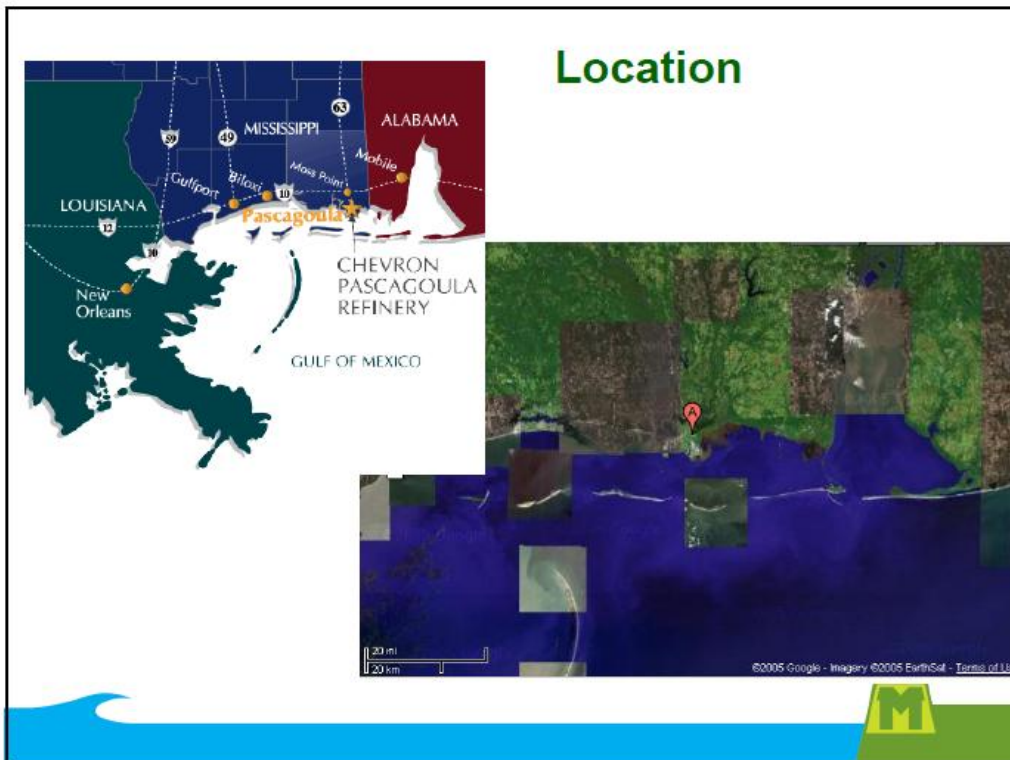 Location
59
49
63
MISSISSIPPI
ALABAMA
Gulfport
Biloxi
10
Moss Point
Mobile
LOUISIANA
12
10
Pascagoula
New
Orleans
CHEVRON
PASCAGOULA
REFINERY
GULF OF MEXICO
A
20 mi
20 km
©2005 Google - Imagery ©2005 EarthSat - Terms of Us
M